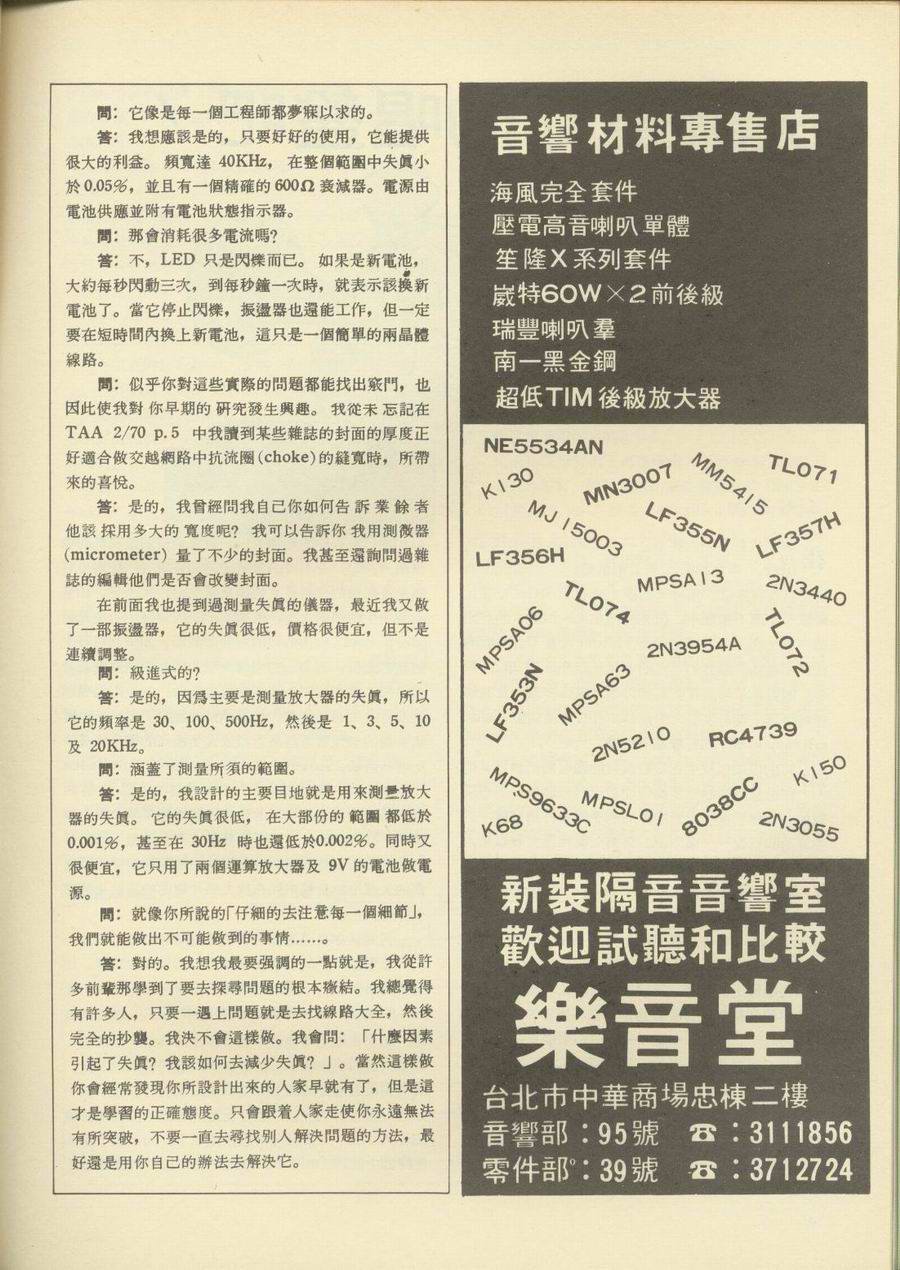 問：它像是每一個工程師都夢寐以求的。
答：我想應該是的，只要好好的使用，它能提供
很大的利益。頻寬達 40KHz，在整個範圍中失眞小
於0.05%，並且有一個精確的600Ω 衰減器。電源由
電池供應並附有電池狀態指示器。
問：那會消耗很多電流嗎？
答：不，LED 只是閃爍而已。如果是新電池，
大約每秒閃動三次，到每秒鐘一次時，就表示該換新
電池了。當它停止閃爍，振盪器也還能工作，但一定
要在短時間內換上新電池，這只是一個簡單的兩晶體
線路。
問：似乎你對這些實際的問題都能找出竅門，也
因此使我對你早期的研究發生興趣。我從未忘記在
TAA 2/70 p.5 中我讀到某些雜誌的封面的厚度正
好適合做交越網路中抗流圈(choke)的縫寬時，所帶
來的喜悅。
答：是的，我曾經問我自己你如何告訴業餘者
他該採用多大的寬度呢？我可以告訴你我用測微器
(micrometer) 量了不少的封面。我甚至還詢問過雜
誌的編輯他們是否會改變封面。
在前面我也提到過測量失眞的儀器，最近我又做
了一部振盪器，它的失眞很低，價格很便宜，但不是
連續調整。
問：級進式的？
答：是的，因爲主要是測量放大器的失眞，所以
它的頻率是 30、100、500Hz，然後是 1、3、5、10
及 20KHz。
問：涵蓋了測量所須的範圍。
答：是的，我設計的主要目地就是用來測量放大
器的失眞。它的失眞很低，在大部份的範圍都低於
0.001%，甚至在 30Hz 時也還低於0.002%。同時又
很便宜，它只用了兩個運算放大器及 9V 的電池做電
源。
問：就像你所說的「仔細的去注意每一個細節」，
我們就能做出不可能做到的事情……。
答：對的。我想我最要强調的一點就是，我從許
多前輩那學到了要去探尋問題的根本癥結。我總覺得
有許多人，只要一遇上問題就是去找線路大全，然後
完全的抄襲。我決不會這樣做。我會問：「什麼因素
引起了失眞？我該如何去減少失眞？」。當然這樣做
你會經常發現你所設計出來的人家早就有了，但是這
才是學習的正確態度。只會跟着人家走使你永遠無法
有所突破，不要一直去尋找別人解決問題的方法，最
好還是用你自己的辦法去解決它。
音響材料專售店
海風完全套件
壓電高音喇叭單體
笙隆X系列套件
崴特60W×2前後級
瑞豐喇叭羣
南一黑金鋼
超低TIM後級放大器
NE5534AN
K130
MN3007
MM5415
TL071
MJ15003
LF355N
LF357H
LF356H
MPSA13
2N3440
TL074
MPSA06
2N3954A
TL072
LF353N
MPSA63
2N5210
RC4739
K150
MPS9633C
MPSL01
8038CC
2N3055
K68
新裝隔音音響室
歡迎試聽和比較
樂音堂
台北市中華商場忠棟二樓
音響部：95號 ☎：3111856
零件部：39號 ☎：3712724